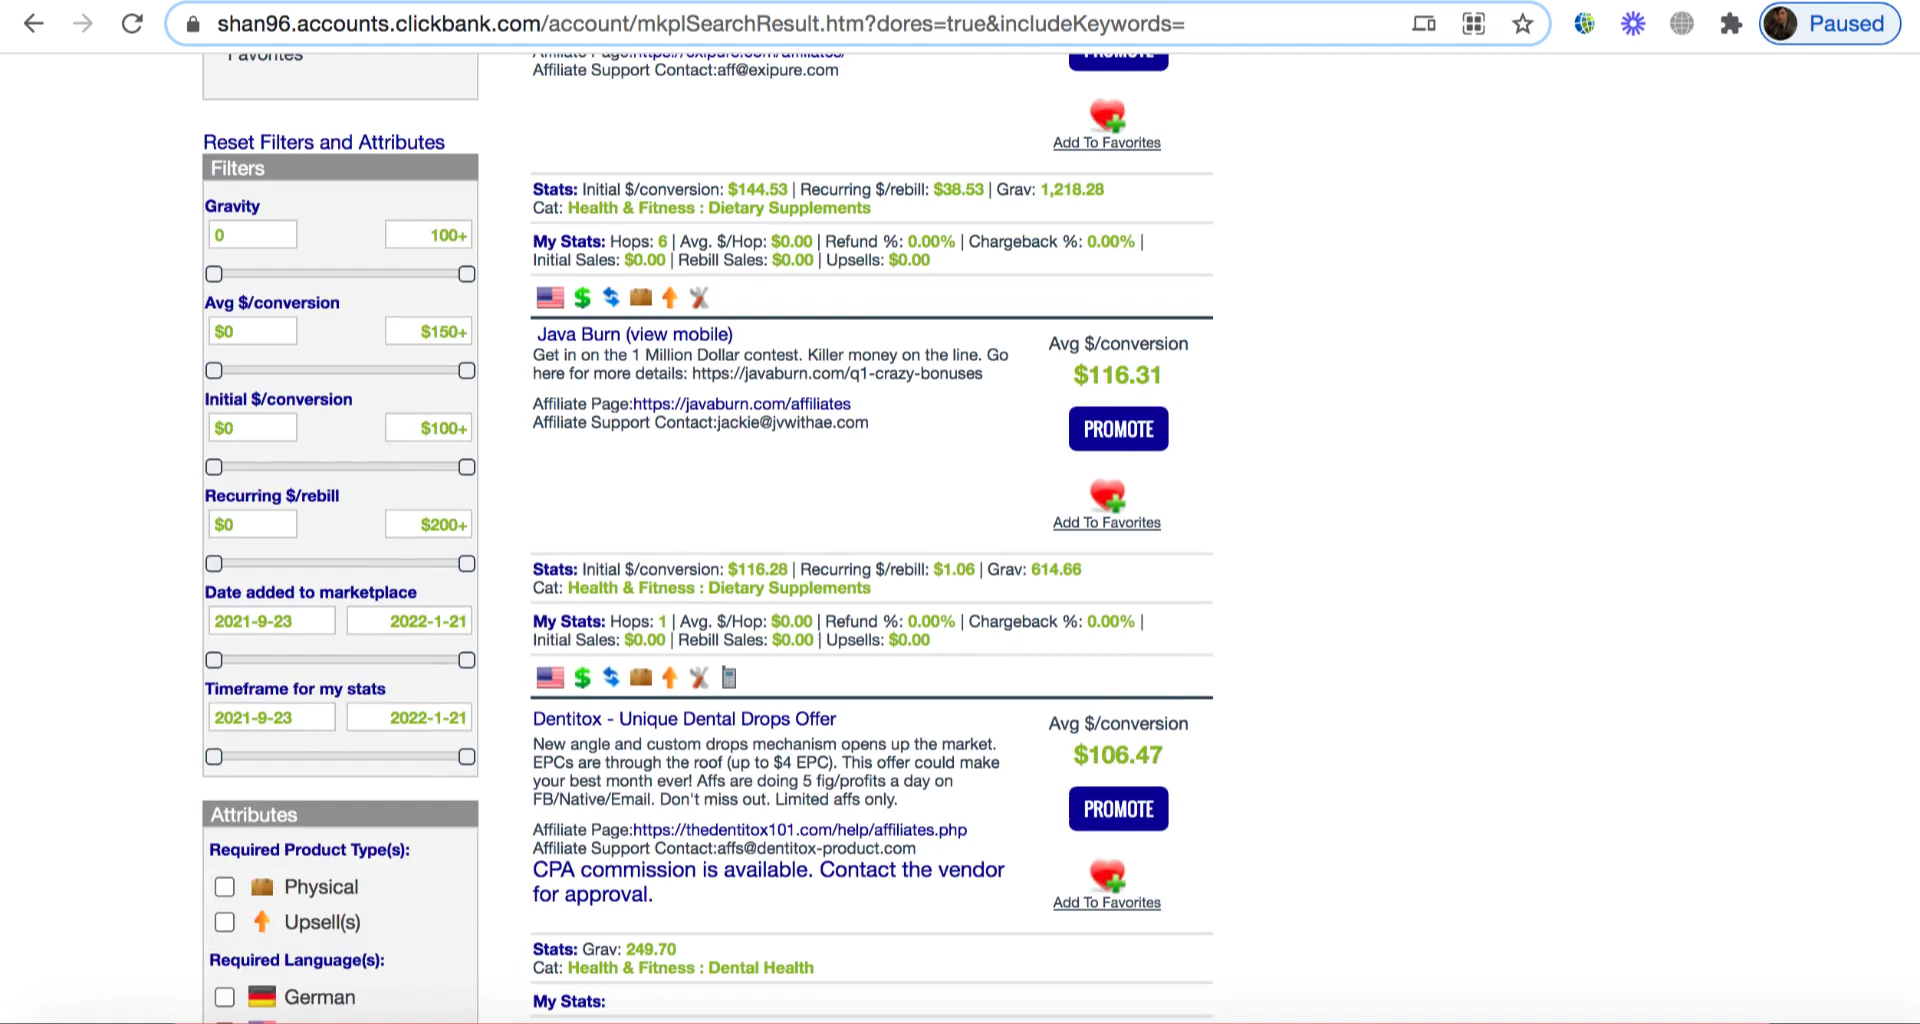 shan96.accounts.clickbank.com/account/mkplSearchResult.htm?dores=true&includeKeywords=
Paused
Favorites
Reset Filters and Attributes
Filters
Gravity
0
100+
Avg $/conversion
$0
$150+
Initial $/conversion
$0
$100+
Recurring $/rebill
$0
$200+
Date added to marketplace
2021-9-23
2022-1-21
Timeframe for my stats
2021-9-23
2022-1-21
Attributes
Required Product Type(s):
Physical
Upsell(s)
Required Language(s):
German
Affiliate Page:https://exipure.com/affiliates/
Affiliate Support Contact:aff@exipure.com
PROMOTE
Add To Favorites
Stats: Initial $/conversion: $144.53 | Recurring $/rebill: $38.53 | Grav: 1,218.28
Cat: Health & Fitness : Dietary Supplements
My Stats: Hops: 6 | Avg. $/Hop: $0.00 | Refund %: 0.00% | Chargeback %: 0.00% |
Initial Sales: $0.00 | Rebill Sales: $0.00 | Upsells: $0.00
Java Burn (view mobile)
Get in on the 1 Million Dollar contest. Killer money on the line. Go
here for more details: https://javaburn.com/q1-crazy-bonuses
Affiliate Page:https://javaburn.com/affiliates
Affiliate Support Contact:jackie@jvwithae.com
Avg $/conversion
$116.31
PROMOTE
Add To Favorites
Stats: Initial $/conversion: $116.28 | Recurring $/rebill: $1.06 | Grav: 614.66
Cat: Health & Fitness : Dietary Supplements
My Stats: Hops: 1 | Avg. $/Hop: $0.00 | Refund %: 0.00% | Chargeback %: 0.00% |
Initial Sales: $0.00 | Rebill Sales: $0.00 | Upsells: $0.00
Dentitox - Unique Dental Drops Offer
New angle and custom drops mechanism opens up the market.
EPCs are through the roof (up to $4 EPC). This offer could make
your best month ever! Affs are doing 5 fig/profits a day on
FB/Native/Email. Don't miss out. Limited affs only.
Affiliate Page:https://thedentitox101.com/help/affiliates.php
Affiliate Support Contact:affs@dentitox-product.com
CPA commission is available. Contact the vendor
for approval.
Avg $/conversion
$106.47
PROMOTE
Add To Favorites
Stats: Grav: 249.70
Cat: Health & Fitness : Dental Health
My Stats: